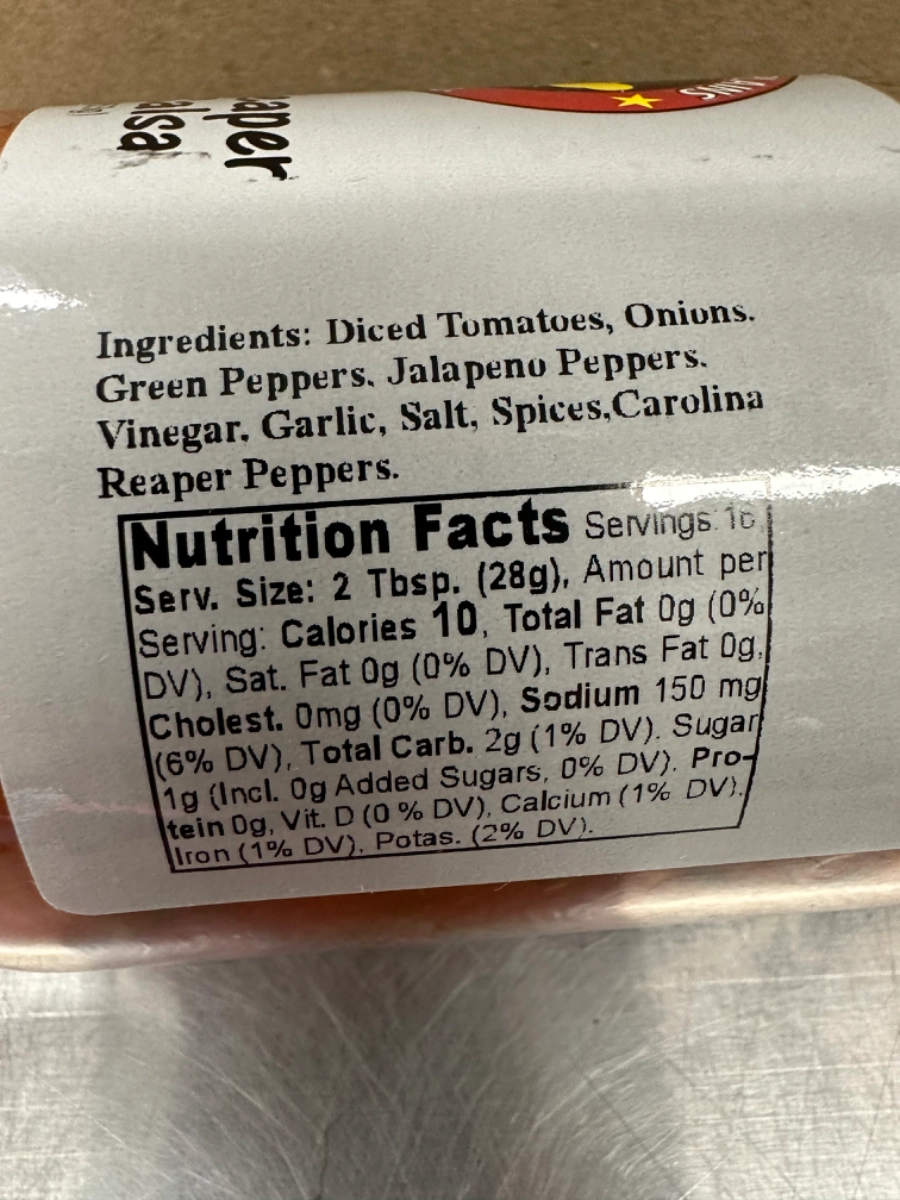 Ingredients: Diced Tomatoes, Onions.
Green Peppers. Jalapeno Peppers.
Vinegar. Garlic, Salt, Spices,Carolina
Reaper Peppers.
Nutrition Facts Servings:
Serv. Size: 2 Tbsp. (28g), Amount per
Serving: Calories 10, Total Fat 0g (0%
DV), Sat. Fat 0g (0% DV), Trans Fat 0g,
Cholest. 0mg (0% DV), Sodium 150 mg
(6% DV), Total Carb. 2g (1% DV). Sugar
1g (Incl. 0g Added Sugars, 0% DV). Pro-
tein 0g, Vit. D (0 % DV), Calcium (1% DV).
Iron (1% DV), Potas. (2% DV).